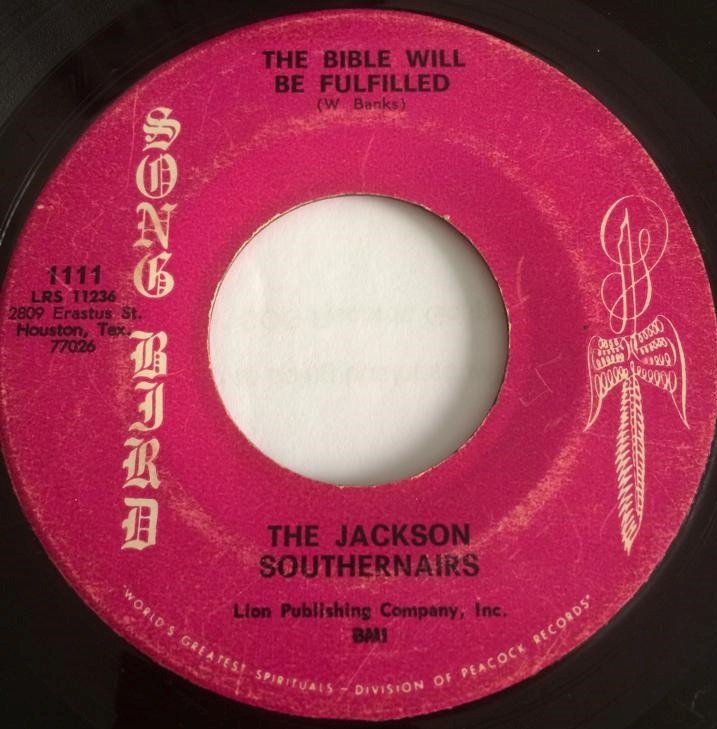 THE BIBLE WILL
BE FULFILLED
(W Banks)
SONG BIRD
1111
LRS 11236
2809 Erastus St.
Houston, Tex.
77026
THE JACKSON
SOUTHERNAIRS
Lion Publishing Company, Inc.
BMI
"WORLD'S GREATEST SPIRITUALS – DIVISION OF PEACOCK RECORDS"